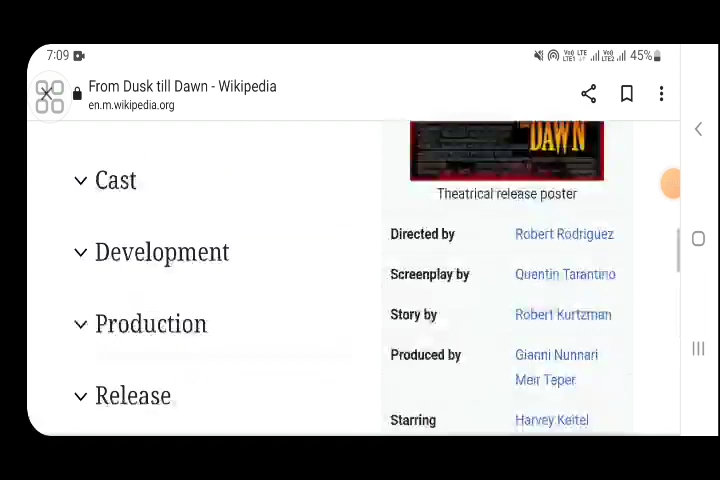 7:09
45%
From Dusk till Dawn - Wikipedia
en.m.wikipedia.org
DAWN
Theatrical release poster
Cast
Development
Production
Release
Directed by Robert Rodriguez
Screenplay by Quentin Tarantino
Story by Robert Kurtzman
Produced by Gianni Nunnari
Meir Teper
Starring Harvey Keitel